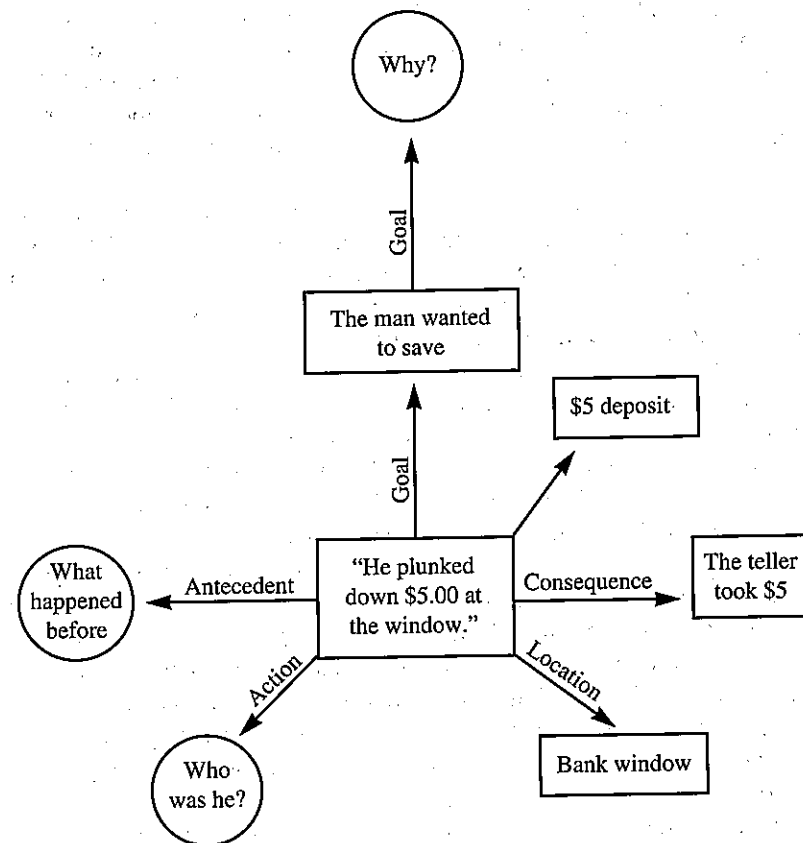 Why?
Goal
The man wanted
to save
$5 deposit
Goal
"He plunked
down $5.00 at
the window."
What
happened
before
Antecedent
Consequence
The teller
took $5
Action
Location
Who
was he?
Bank window